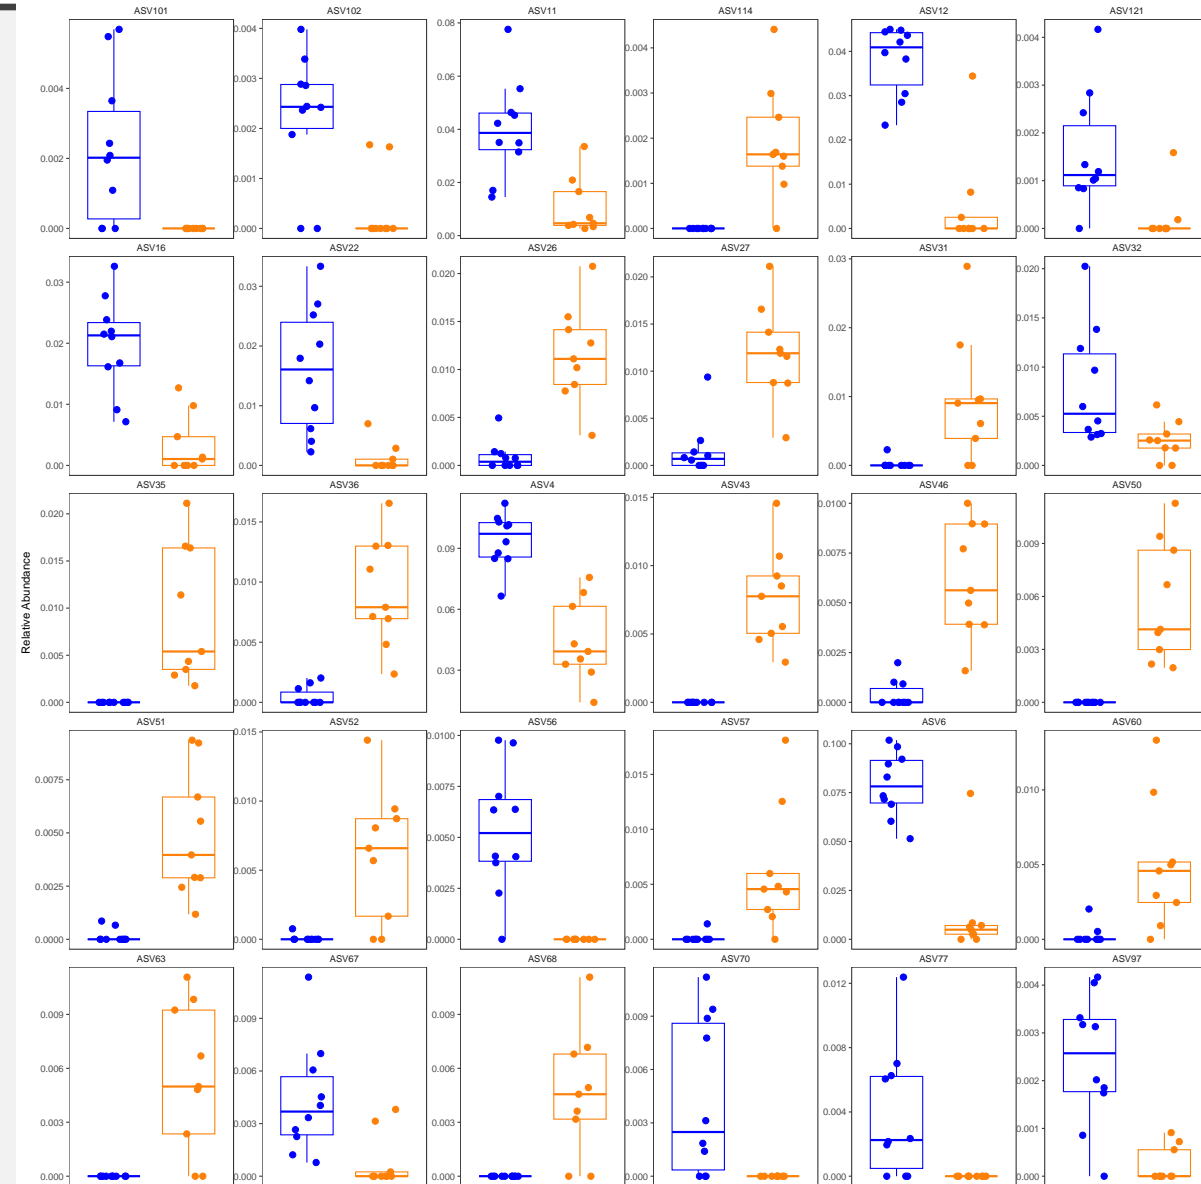 ASV101 ASV102 ASV11 ASV114 ASV12 ASV121
0.004 0.002 0.000
0.004 0.003 0.002 0.001 0.000
0.08 0.06 0.04 0.02 0.00
0.004 0.003 0.002 0.001 0.000
0.04 0.03 0.02 0.01 0.00
0.004 0.003 0.002 0.001 0.000
ASV16 ASV22 ASV26 ASV27 ASV31 ASV32
0.03 0.02 0.01 0.00
0.03 0.02 0.01 0.00
0.020 0.015 0.010 0.005 0.000
0.020 0.015 0.010 0.005 0.000
0.03 0.02 0.01 0.00
0.020 0.015 0.010 0.005 0.000
Relative Abundance
ASV35 ASV36 ASV4 ASV43 ASV46 ASV50
0.020 0.015 0.010 0.005 0.000
0.015 0.010 0.005 0.000
0.09 0.06 0.03
0.015 0.010 0.005 0.000
0.0100 0.0075 0.0050 0.0025 0.0000
0.009 0.006 0.003 0.000
ASV51 ASV52 ASV56 ASV57 ASV6 ASV60
0.0075 0.0050 0.0025 0.0000
0.015 0.010 0.005 0.000
0.0100 0.0075 0.0050 0.0025 0.0000
0.015 0.010 0.005 0.000
0.100 0.075 0.050 0.025 0.000
0.010 0.005 0.000
ASV63 ASV67 ASV68 ASV70 ASV77 ASV97
0.009 0.006 0.003 0.000
0.009 0.006 0.003 0.000
0.009 0.006 0.003 0.000
0.009 0.006 0.003 0.000
0.012 0.008 0.004 0.000
0.004 0.003 0.002 0.001 0.000